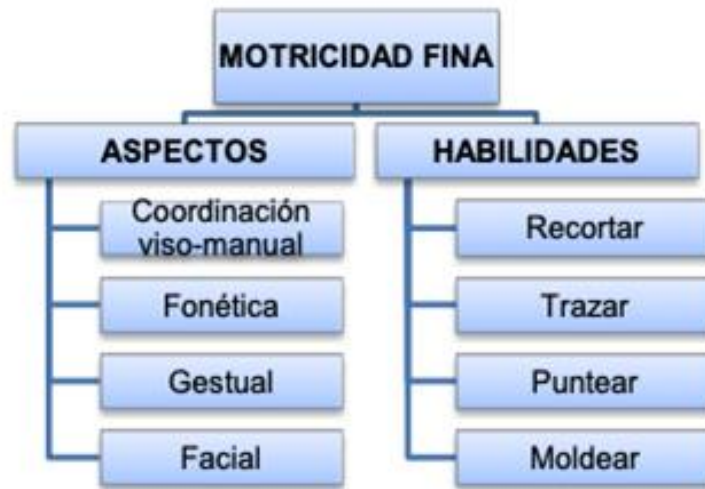 MOTRICIDAD FINA
ASPECTOS
Coordinación
viso-manual
Fonética
Gestual
Facial
HABILIDADES
Recortar
Trazar
Puntear
Moldear